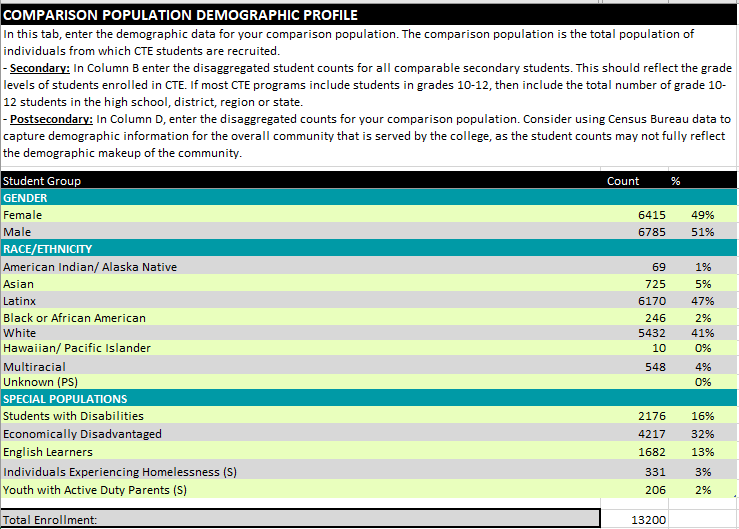 COMPARISON POPULATION DEMOGRAPHIC PROFILE
In this tab, enter the demographic data for your comparison population. The comparison population is the total population of
individuals from which CTE students are recruited.
- Secondary: In Column B enter the disaggregated student counts for all comparable secondary students. This should reflect the grade
levels of students enrolled in CTE. If most CTE programs include students in grades 10-12, then include the total number of grade 10-
12 students in the high school, district, region or state.
- Postsecondary: In Column D, enter the disaggregated counts for your comparison population. Consider using Census Bureau data to
capture demographic information for the overall community that is served by the college, as the student counts may not fully reflect
the demographic makeup of the community.
Student Group Count %
GENDER
Female 6415 49%
Male 6785 51%
RACE/ETHNICITY
American Indian/ Alaska Native 69 1%
Asian 725 5%
Latinx 6170 47%
Black or African American 246 2%
White 5432 41%
Hawaiian/ Pacific Islander 10 0%
Multiracial 548 4%
Unknown (PS) 0%
SPECIAL POPULATIONS
Students with Disabilities 2176 16%
Economically Disadvantaged 4217 32%
English Learners 1682 13%
Individuals Experiencing Homelessness (S) 331 3%
Youth with Active Duty Parents (S) 206 2%
Total Enrollment: 13200